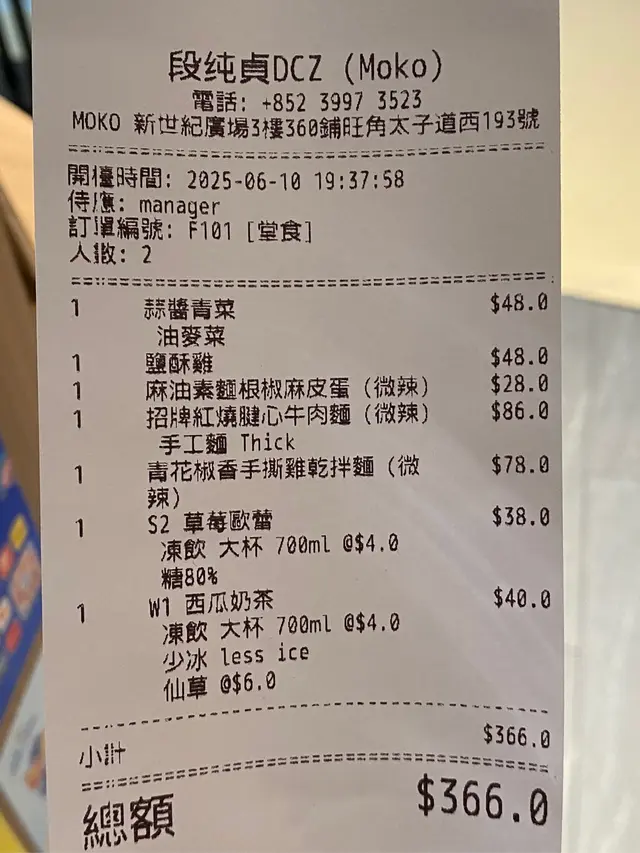 段纯貞DCZ (Moko)
電話: +852 3997 3523
MOKO 新世紀廣場3樓360鋪旺角太子道西193號
開檯時間: 2025-06-10 19:37:58
侍應: manager
訂單編號: F101 [堂食]
人數: 2
1 蒜醬青菜 $48.0
油麥菜
1 鹽酥雞 $48.0
1 麻油素麵根椒麻皮蛋 (微辣) $28.0
1 招牌紅燒腱心牛肉麵 (微辣) $86.0
手工麵 Thick
1 青花椒香手撕雞乾拌麵 (微 $78.0
辣)
1 S2 草莓歐蕾 $38.0
凍飲 大杯 700ml @$4.0
糖80%
1 W1 西瓜奶茶 $40.0
凍飲 大杯 700ml @$4.0
少冰 less ice
仙草 @$6.0
小計 $366.0
總額 $366.0